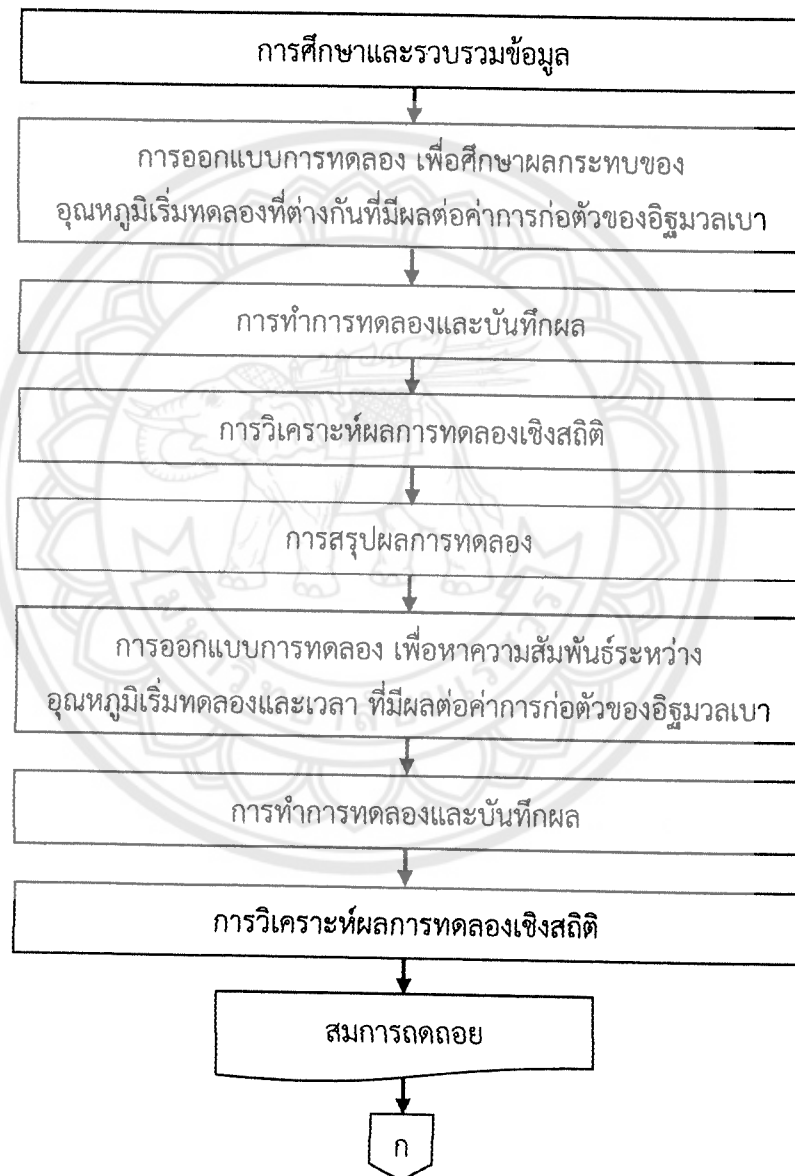 การศึกษาและรวบรวมข้อมูล
การออกแบบการทดลอง เพื่อศึกษาผลกระทบของ
อุณหภูมิเริ่มทดลองที่ต่างกันที่มีผลต่อค่าการก่อตัวของอิฐมวลเบา
การทำการทดลองและบันทึกผล
การวิเคราะห์ผลการทดลองเชิงสถิติ
การสรุปผลการทดลอง
การออกแบบการทดลอง เพื่อหาความสัมพันธ์ระหว่าง
อุณหภูมิเริ่มทดลองและเวลา ที่มีผลต่อค่าการก่อตัวของอิฐมวลเบา
การทำการทดลองและบันทึกผล
การวิเคราะห์ผลการทดลองเชิงสถิติ
สมการถดถอย
ก